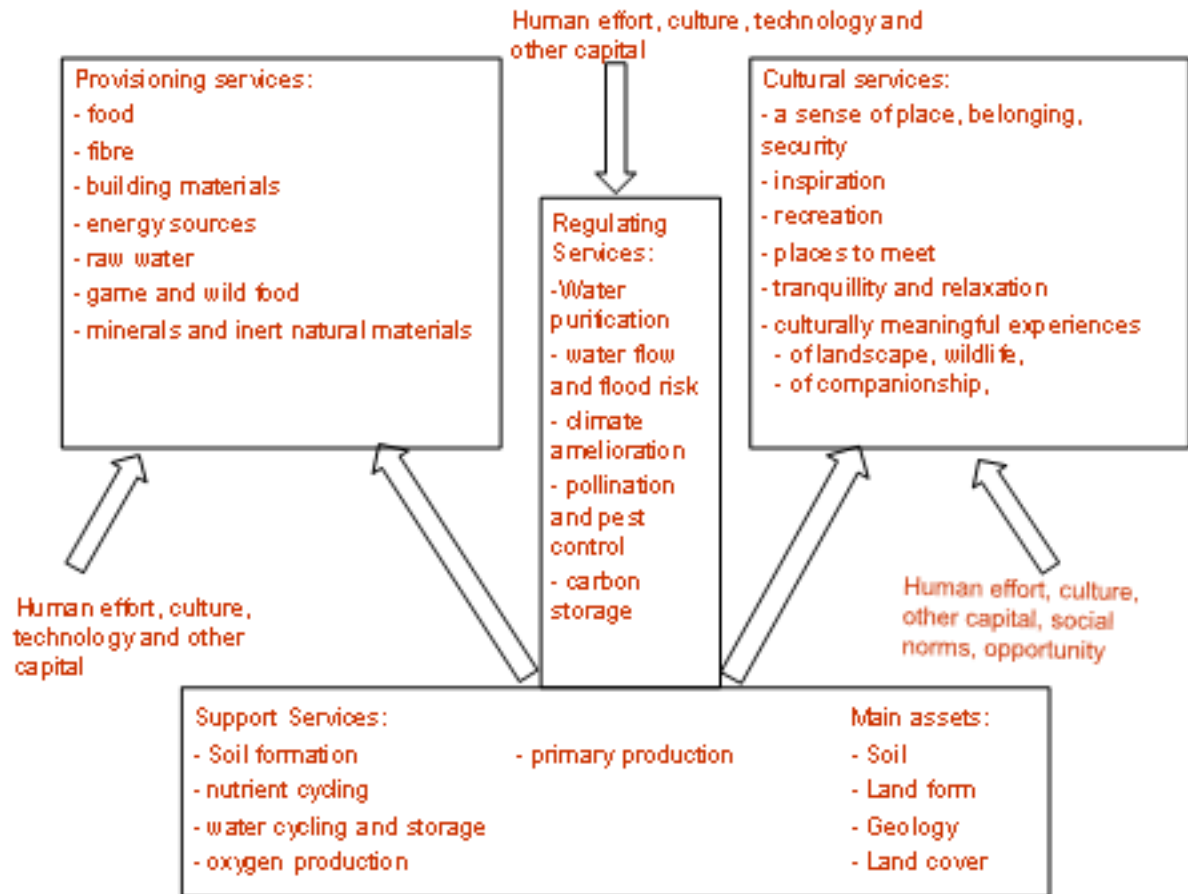 Human effort, culture, technology and
other capital
Provisioning services:
- food
- fibre
- building materials
- energy sources
- raw water
- game and wild food
- minerals and inert natural materials
Regulating
Services:
-Water
purification
- water flow
and flood risk
- climate
amelioration
- pollination
and pest
control
- carbon
storage
Cultural services:
- a sense of place, belonging,
security
- inspiration
- recreation
- places to meet
- tranquillity and relaxation
- culturally meaningful experiences
- of landscape, wildlife,
- of companionship,
Human effort, culture,
technology and other
capital
Human effort, culture,
other capital, social
norms, opportunity
Support Services:
- Soil formation
- nutrient cycling
- water cycling and storage
- oxygen production
- primary production
Main assets:
- Soil
- Land form
- Geology
- Land cover